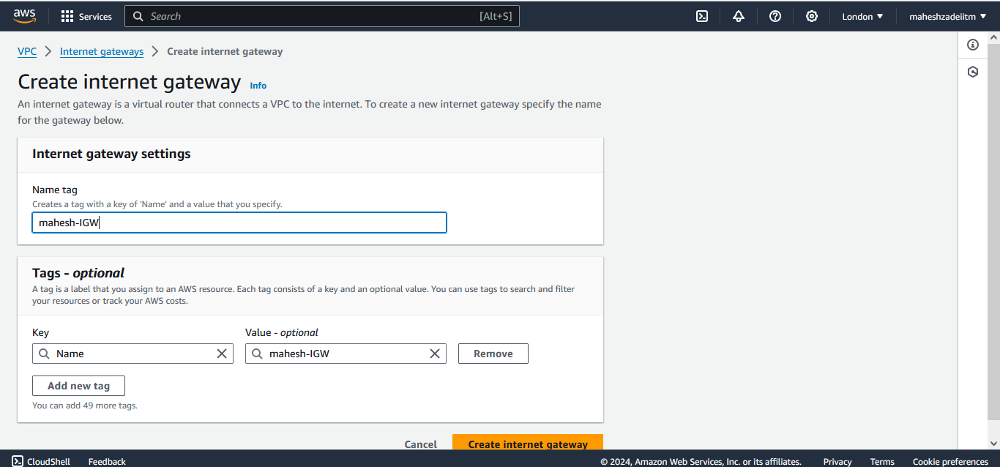 aws Services Search [Alt+S] London maheshzadeiitm
VPC Internet gateways Create internet gateway
Create internet gateway Info
An internet gateway is a virtual router that connects a VPC to the internet. To create a new internet gateway specify the name
for the gateway below.
Internet gateway settings
Name tag
Creates a tag with a key of 'Name' and a value that you specify.
mahesh-IGW
Tags - optional
A tag is a label that you assign to an AWS resource. Each tag consists of a key and an optional value. You can use tags to search and filter
your resources or track your AWS costs.
Key Value - optional
Name mahesh-IGW Remove
Add new tag
You can add 49 more tags.
Cancel Create internet gateway
CloudShell Feedback © 2024, Amazon Web Services, Inc. or its affiliates. Privacy Terms Cookie preferences